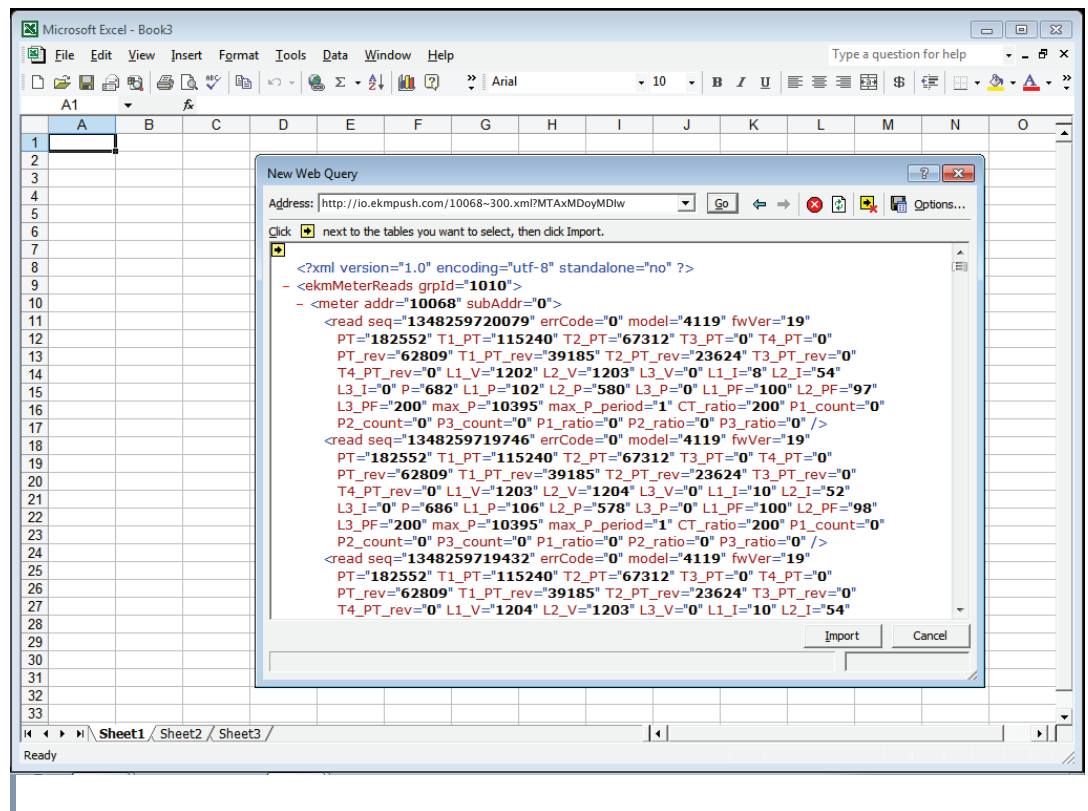 Microsoft Excel - Book3
File Edit View Insert Format Tools Data Window Help Type a question for help
Arial 10 B I U $ A
A1 fx
A B C D E F G H I J K L M N O
1
2
3
4
5
6
7
8
9
10
11
12
13
14
15
16
17
18
19
20
21
22
23
24
25
26
27
28
29
30
31
32
33
New Web Query
Address: http://io.ekmpush.com/10068~300.xml?MTAxMDoyMDIw Go Options...
Click next to the tables you want to select, then click Import.
<?xml version="1.0" encoding="utf-8" standalone="no" ?>
- <ekmMeterReads grpId="1010">
- <meter addr="10068" subAddr="0">
<read seq="1348259720079" errCode="0" model="4119" fwVer="19"
PT="182552" T1_PT="115240" T2_PT="67312" T3_PT="0" T4_PT="0"
PT_rev="62809" T1_PT_rev="39185" T2_PT_rev="23624" T3_PT_rev="0"
T4_PT_rev="0" L1_V="1202" L2_V="1203" L3_V="0" L1_I="8" L2_I="54"
L3_I="0" P="682" L1_P="102" L2_P="580" L3_P="0" L1_PF="100" L2_PF="97"
L3_PF="200" max_P="10395" max_P_period="1" CT_ratio="200" P1_count="0"
P2_count="0" P3_count="0" P1_ratio="0" P2_ratio="0" P3_ratio="0" />
<read seq="1348259719746" errCode="0" model="4119" fwVer="19"
PT="182552" T1_PT="115240" T2_PT="67312" T3_PT="0" T4_PT="0"
PT_rev="62809" T1_PT_rev="39185" T2_PT_rev="23624" T3_PT_rev="0"
T4_PT_rev="0" L1_V="1203" L2_V="1204" L3_V="0" L1_I="10" L2_I="52"
L3_I="0" P="686" L1_P="106" L2_P="578" L3_P="0" L1_PF="100" L2_PF="98"
L3_PF="200" max_P="10395" max_P_period="1" CT_ratio="200" P1_count="0"
P2_count="0" P3_count="0" P1_ratio="0" P2_ratio="0" P3_ratio="0" />
<read seq="1348259719432" errCode="0" model="4119" fwVer="19"
PT="182552" T1_PT="115240" T2_PT="67312" T3_PT="0" T4_PT="0"
PT_rev="62809" T1_PT_rev="39185" T2_PT_rev="23624" T3_PT_rev="0"
T4_PT_rev="0" L1_V="1204" L2_V="1203" L3_V="0" L1_I="10" L2_I="54"
Import Cancel
Sheet1 Sheet2 Sheet3
Ready